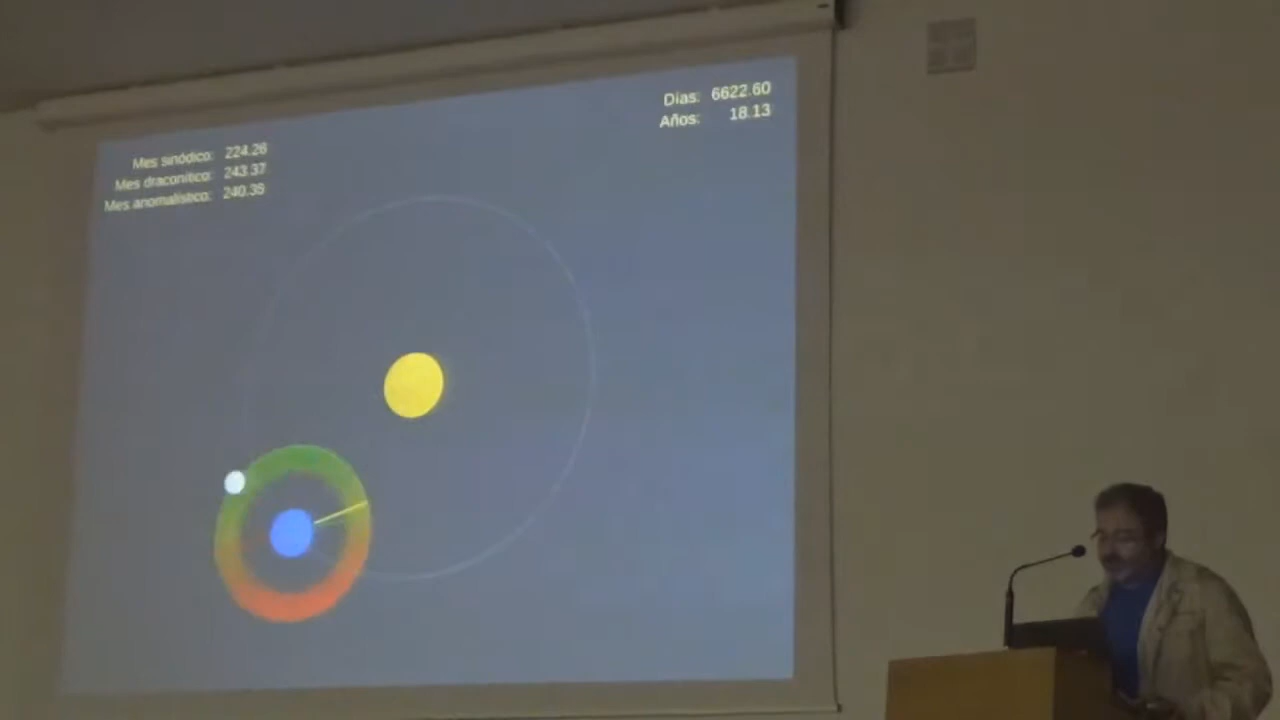 Mes sinódico: 224.26
Mes draconítico: 243.37
Mes anomalístico: 240.35
Días: 6622.60
Años: 18.13